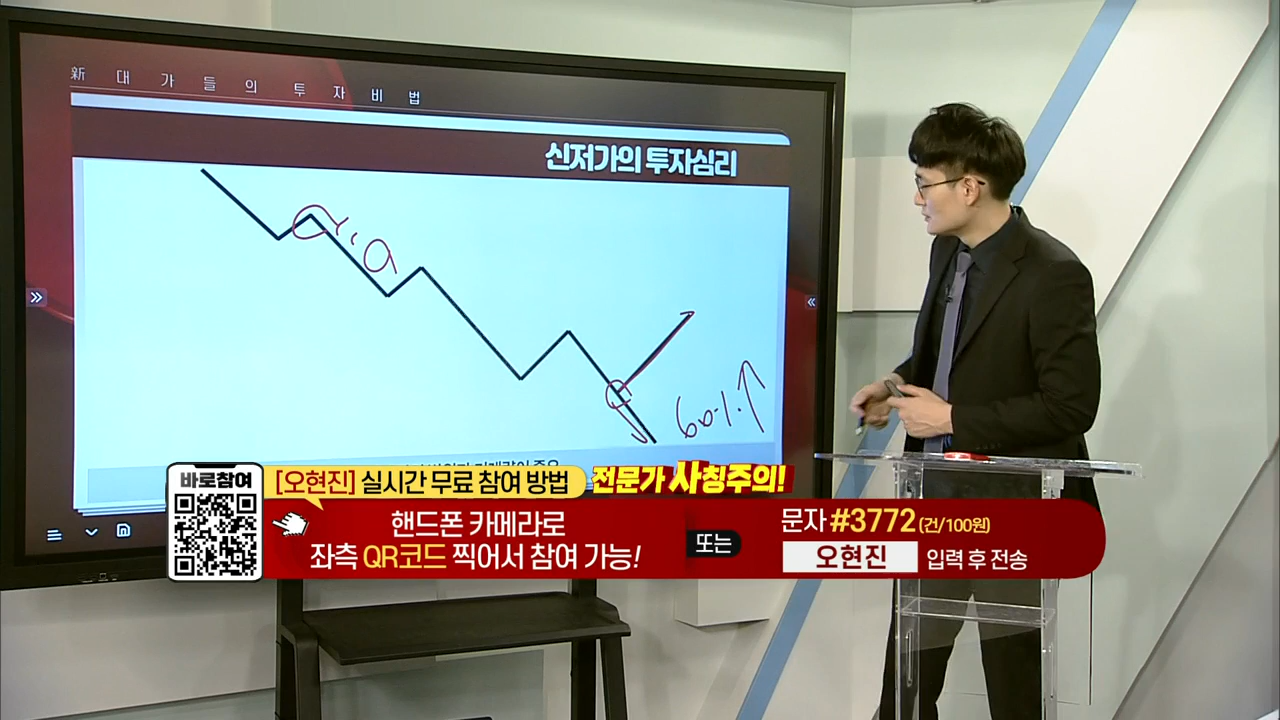 新 대 가 들 의 투 자 비 법
신저가의 투자심리
60%↑
바로참여
[오현진] 실시간 무료 참여 방법
전문가 사칭주의!
핸드폰 카메라로
좌측 QR코드 찍어서 참여 가능!
또는
문자 #3772 (건/100원)
오현진 입력 후 전송